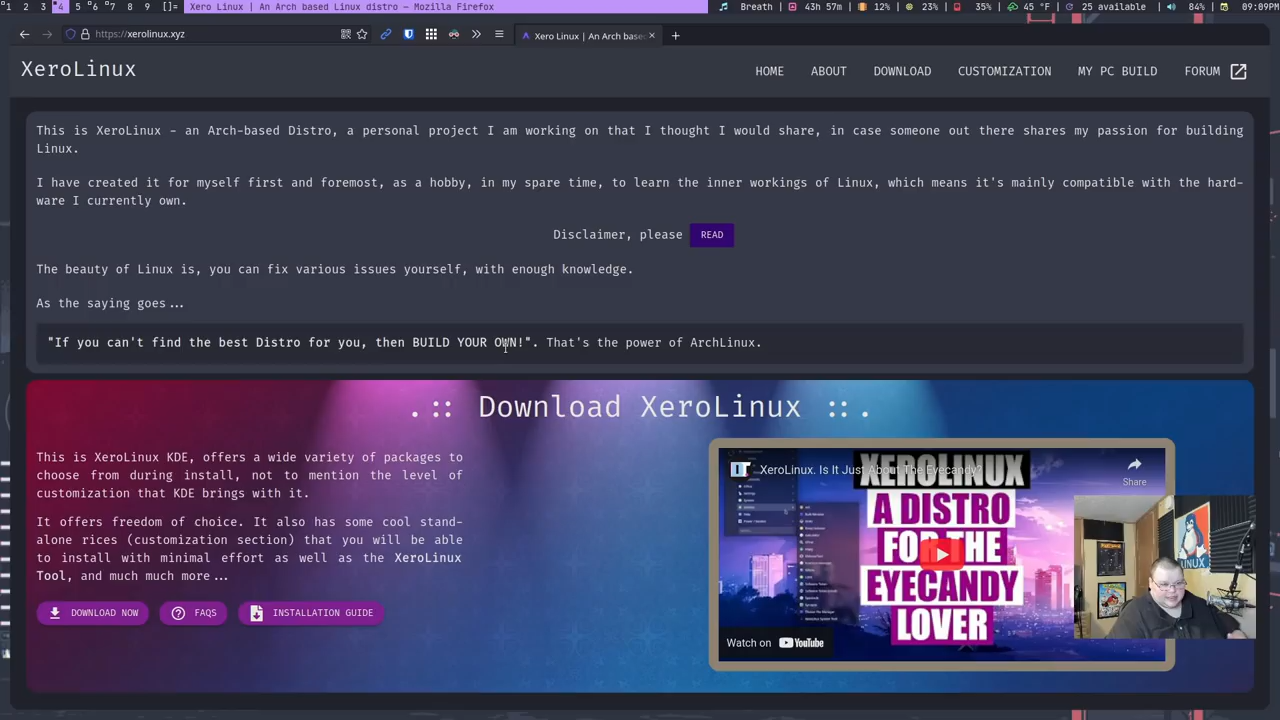 1 2 3 4 5 6 7 8 9 []= Xero Linux | An Arch based Linux distro — Mozilla Firefox Breath 43h 57m 12% 23% 35% 45 °F 25 available 84% 09:09PM
https://xerolinux.xyz Xero Linux | An Arch base
XeroLinux
HOME ABOUT DOWNLOAD CUSTOMIZATION MY PC BUILD FORUM
This is XeroLinux - an Arch-based Distro, a personal project I am working on that I thought I would share, in case someone out there shares my passion for building
Linux.
I have created it for myself first and foremost, as a hobby, in my spare time, to learn the inner workings of Linux, which means it's mainly compatible with the hard-
ware I currently own.
Disclaimer, please READ
The beauty of Linux is, you can fix various issues yourself, with enough knowledge.
As the saying goes...
"If you can't find the best Distro for you, then BUILD YOUR OWN!". That's the power of ArchLinux.
.:: Download XeroLinux ::.
This is XeroLinux KDE, offers a wide variety of packages to
choose from during install, not to mention the level of
customization that KDE brings with it.
It offers freedom of choice. It also has some cool stand-
alone rices (customization section) that you will be able
to install with minimal effort as well as the XeroLinux
Tool, and much much more...
DOWNLOAD NOW FAQS INSTALLATION GUIDE
XeroLinux. Is It Just About The Eyecandy?
Share
XEROLINUX
A DISTRO
FOR THE
EYECANDY
LOVER
Watch on YouTube
LINUX